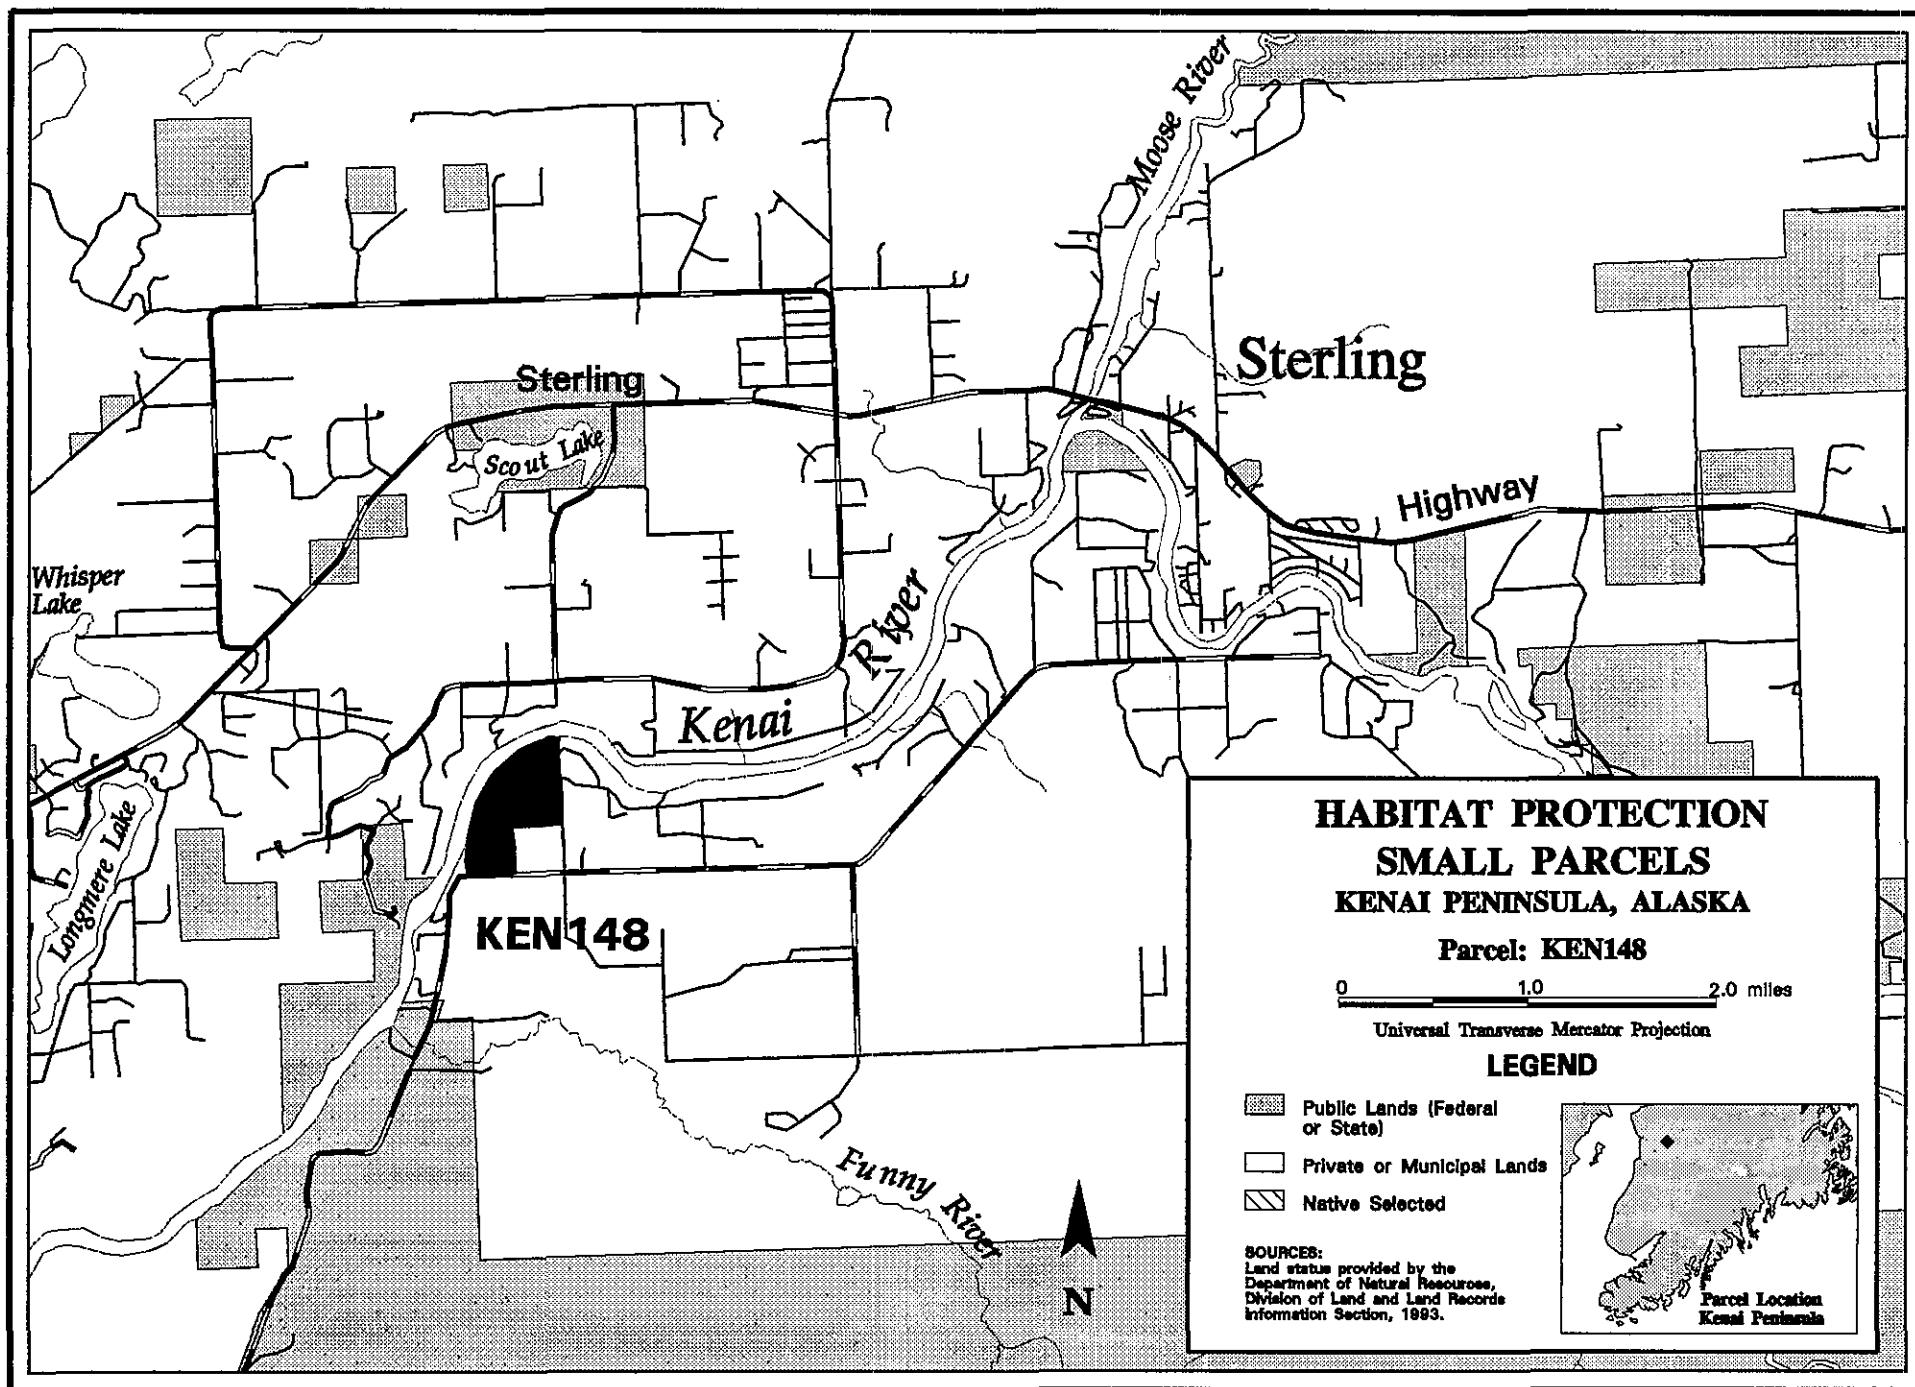 Moose River
Sterling
Sterling
Scout Lake
Highway
Whisper
Lake
River
Kenai
Longmere Lake
KEN148
Funny River
N
HABITAT PROTECTION
SMALL PARCELS
KENAI PENINSULA, ALASKA
Parcel: KEN148
0 1.0 2.0 miles
Universal Transverse Mercator Projection
LEGEND
Public Lands (Federal
or State)
Private or Municipal Lands
Native Selected
SOURCES:
Land status provided by the
Department of Natural Resources,
Division of Land and Land Records
Information Section, 1993.
Parcel Location
Kenai Peninsula